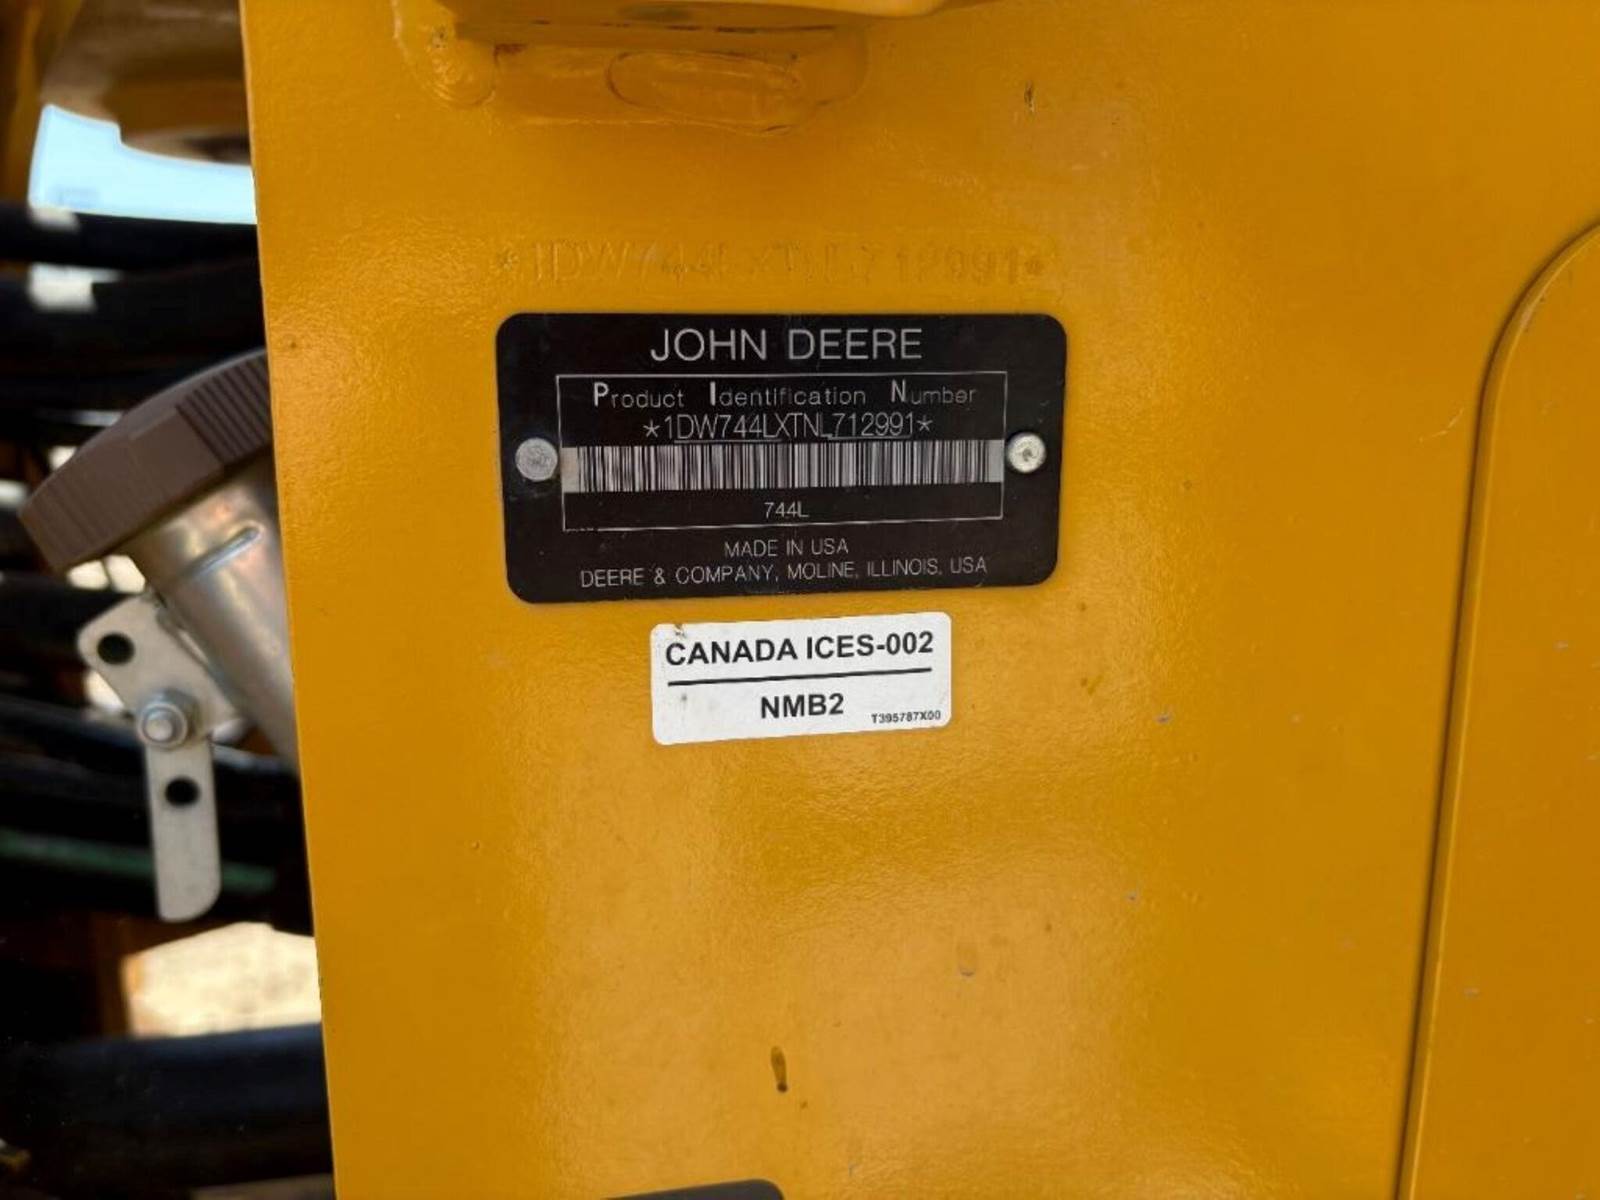 *1DW744LXTNL712991*
JOHN DEERE
Product Identification Number
*1DW744LXTNL712991*
744L
MADE IN USA
DEERE & COMPANY, MOLINE, ILLINOIS, USA
CANADA ICES-002
NMB2
T395787X00